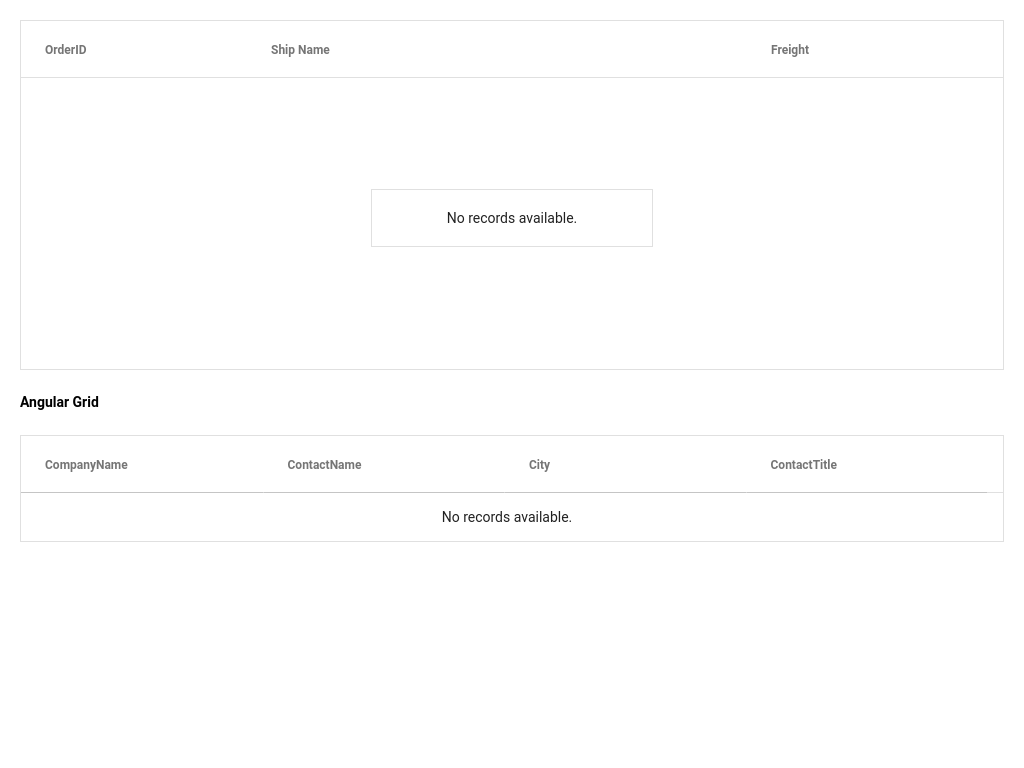 OrderID Ship Name Freight
No records available.
Angular Grid
CompanyName ContactName City ContactTitle
No records available.